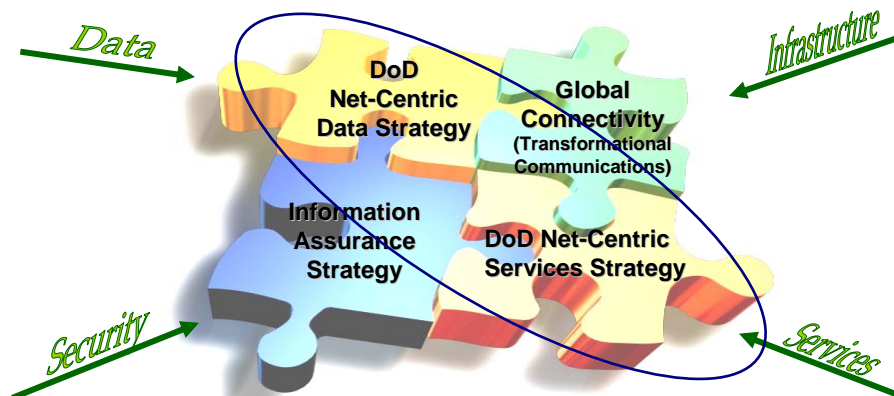 Data
Infrastructure
DoD
Net-Centric
Data Strategy
Global
Connectivity
(Transformational
Communications)
Information
Assurance
Strategy
DoD Net-Centric
Services Strategy
Security
Services